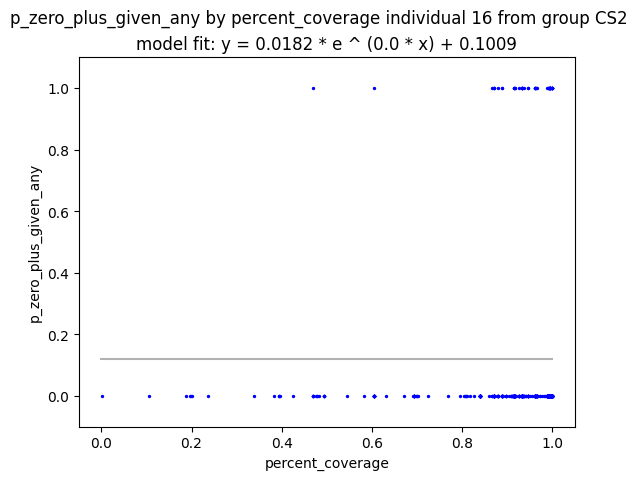 p_zero_plus_given_any by percent_coverage individual 16 from group CS2
model fit: y = 0.0182 * e ^ (0.0 * x) + 0.1009
1.0
0.8
0.6
0.4
0.2
0.0
p_zero_plus_given_any
0.0 0.2 0.4 0.6 0.8 1.0
percent_coverage